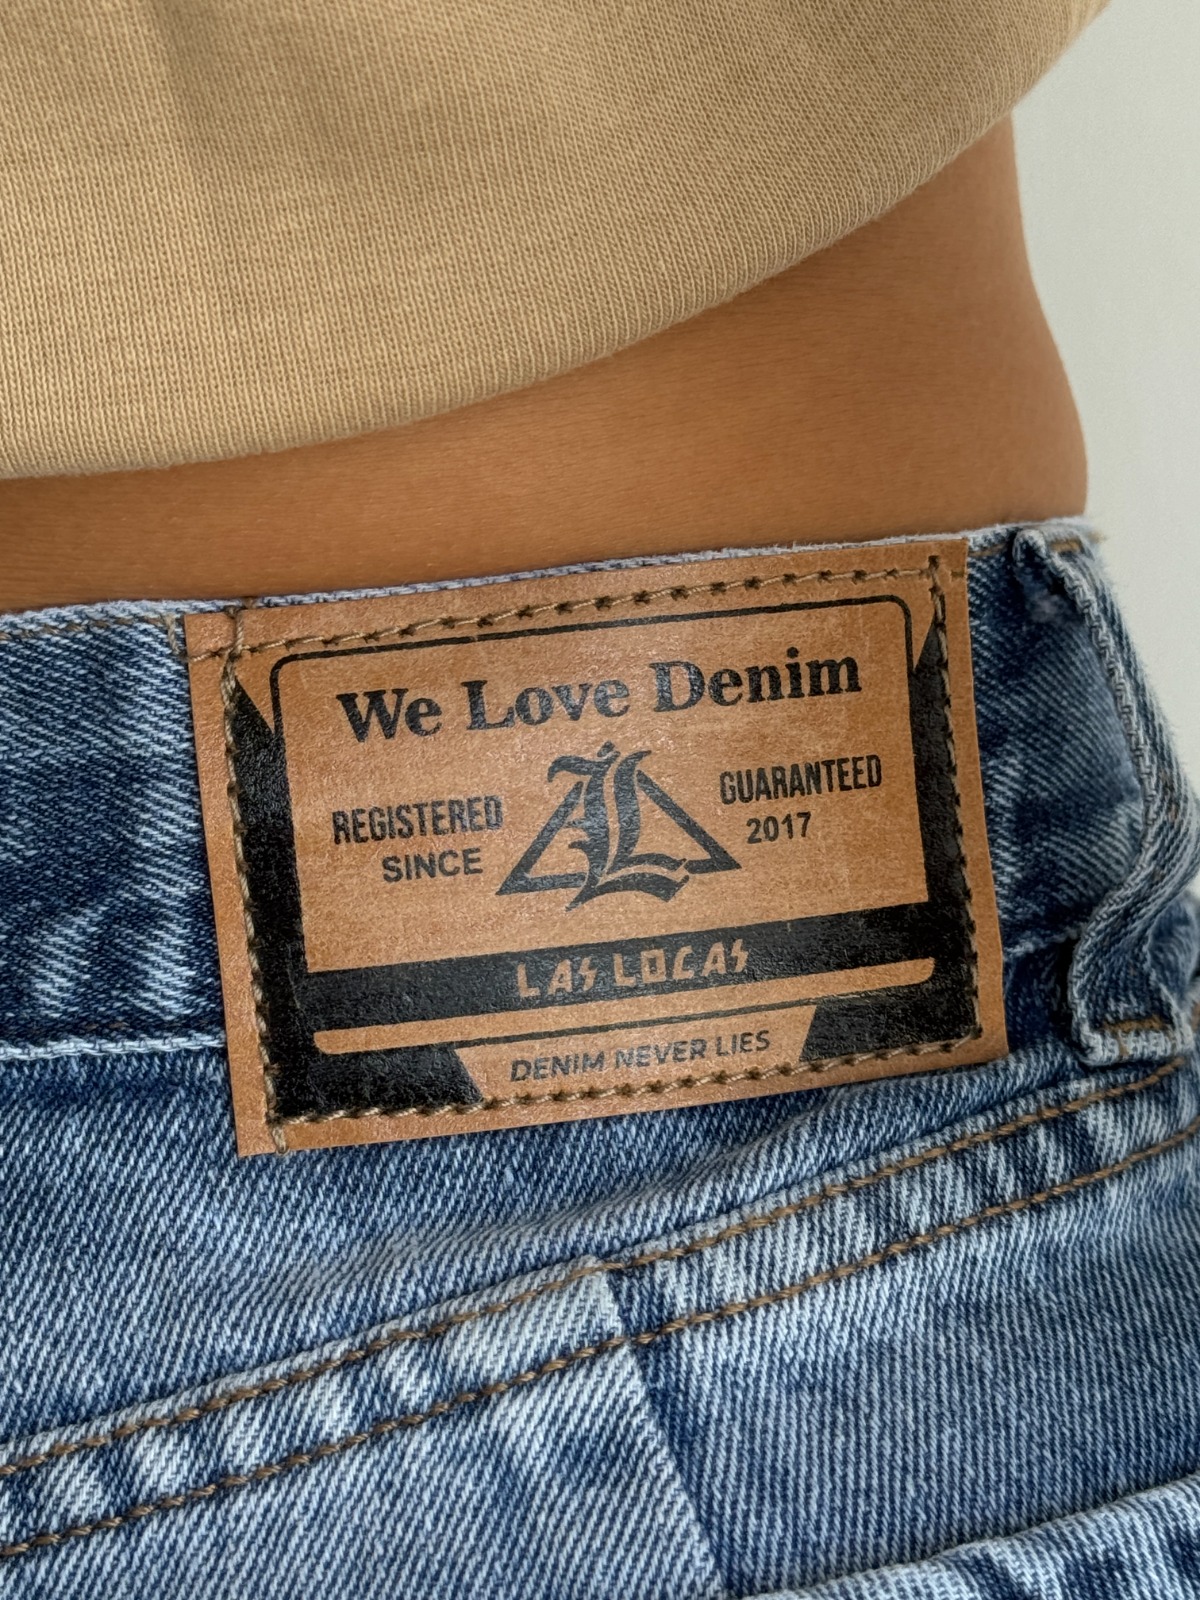 We Love Denim
REGISTERED GUARANTEED
SINCE 2017
L
LAS LOCAS
DENIM NEVER LIES